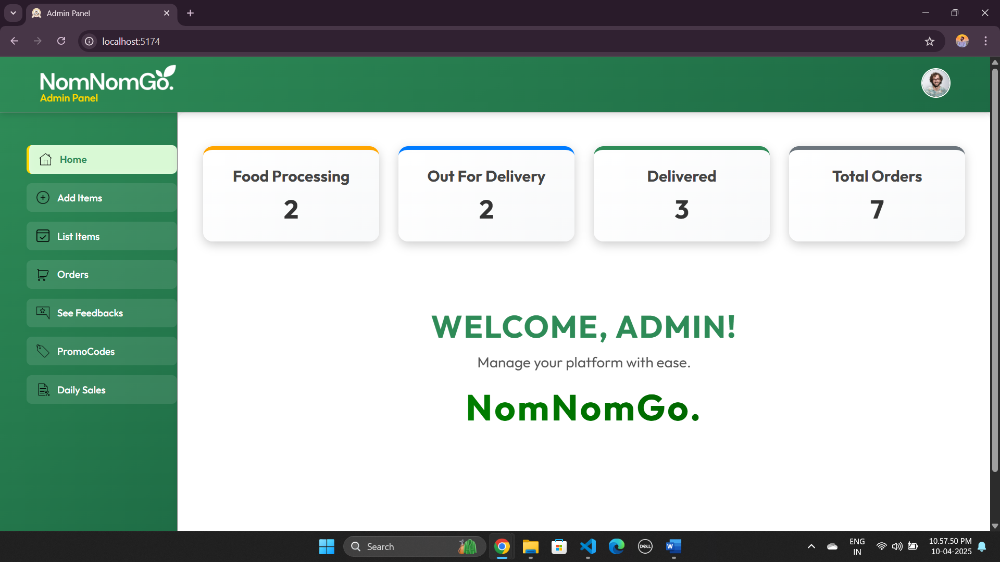 Admin Panel
localhost:5174
NomNomGo.
Admin Panel
Home
Add Items
List Items
Orders
See Feedbacks
PromoCodes
Daily Sales
Food Processing
2
Out For Delivery
2
Delivered
3
Total Orders
7
WELCOME, ADMIN!
Manage your platform with ease.
NomNomGo.
Search
DELL
W
ENG
IN
10.57.50 PM
10-04-2025